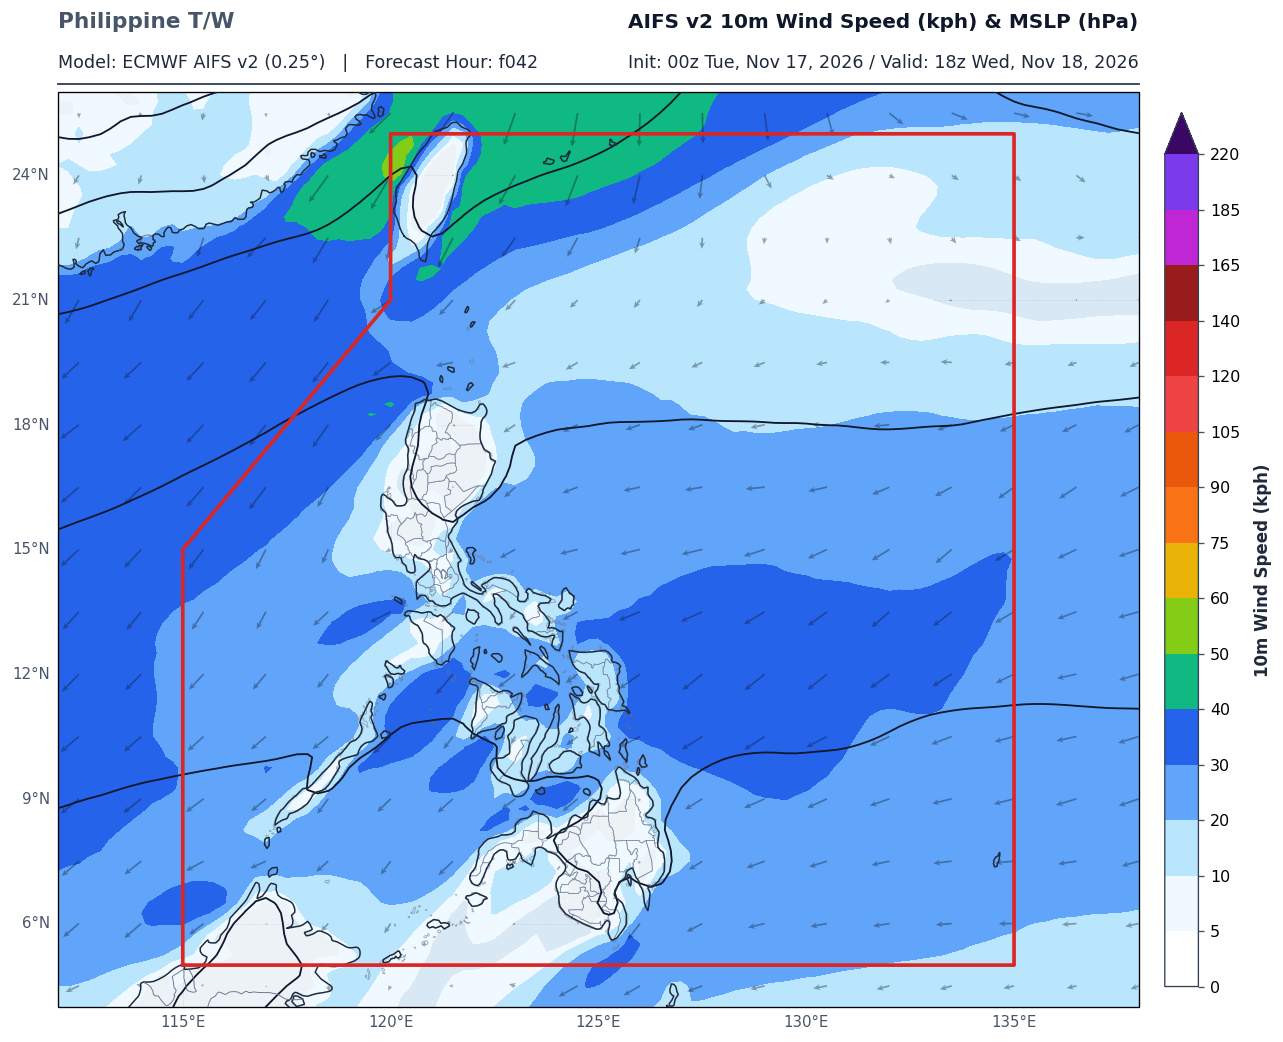 Philippine T/W
AIFS v2 10m Wind Speed (kph) & MSLP (hPa)
Model: ECMWF AIFS v2 (0.25°) | Forecast Hour: f042
Init: 00z Tue, Nov 17, 2026 / Valid: 18z Wed, Nov 18, 2026
24°N
21°N
18°N
15°N
12°N
9°N
6°N
115°E
120°E
125°E
130°E
135°E
220
185
165
140
120
105
90
75
60
50
40
30
20
10
5
0
10m Wind Speed (kph)